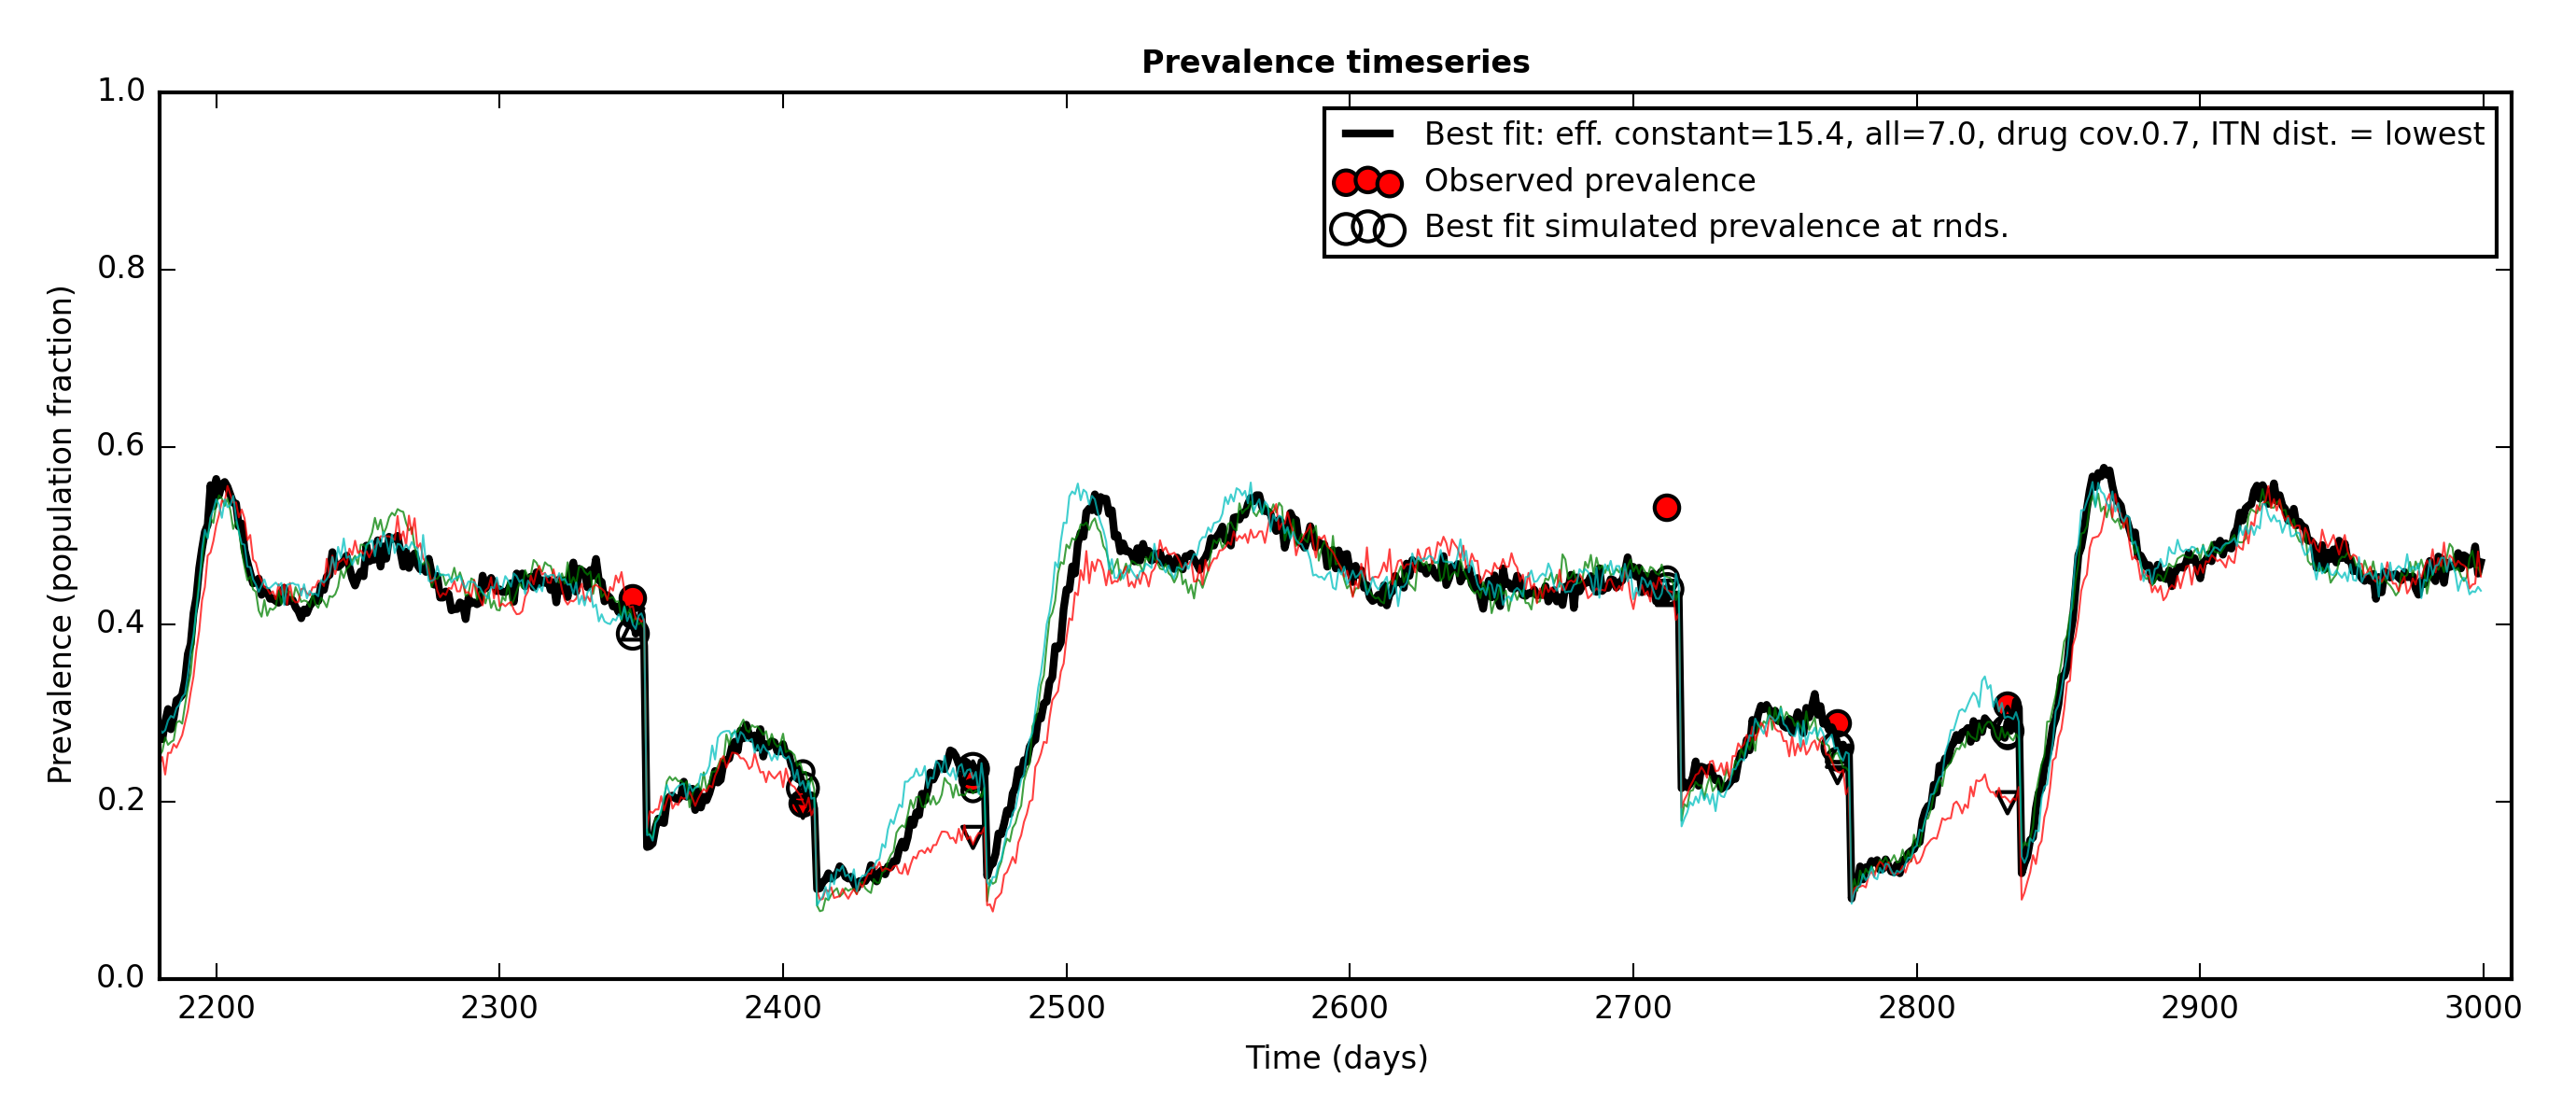 Prevalence timeseries
1.0
0.8
0.6
0.4
0.2
0.0
Prevalence (population fraction)
Best fit: eff. constant=15.4, all=7.0, drug cov.0.7, ITN dist. = lowest
Observed prevalence
Best fit simulated prevalence at rnds.
2200 2300 2400 2500 2600 2700 2800 2900 3000
Time (days)